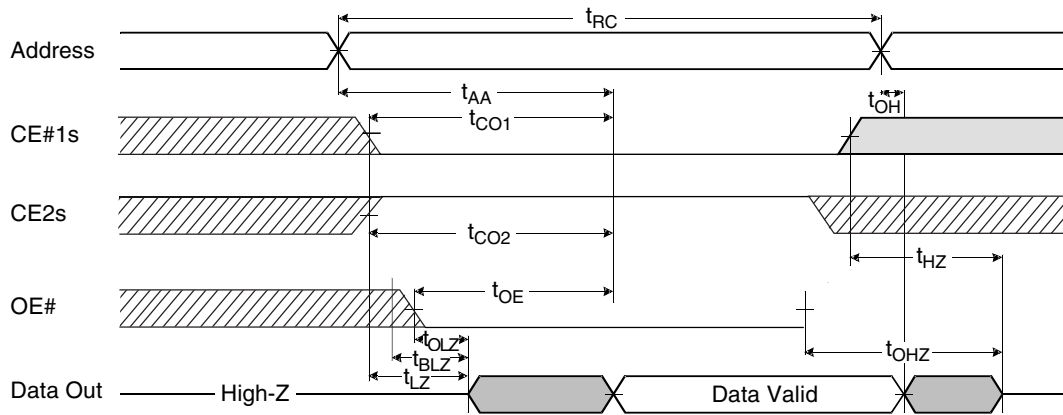 tRC
Address
tAA
tOH
tCO1
CE#1s
CE2s
tCO2
tHZ
tOE
OE#
tOLZ
tOHZ
tBLZ
tLZ
Data Out
High-Z
Data Valid